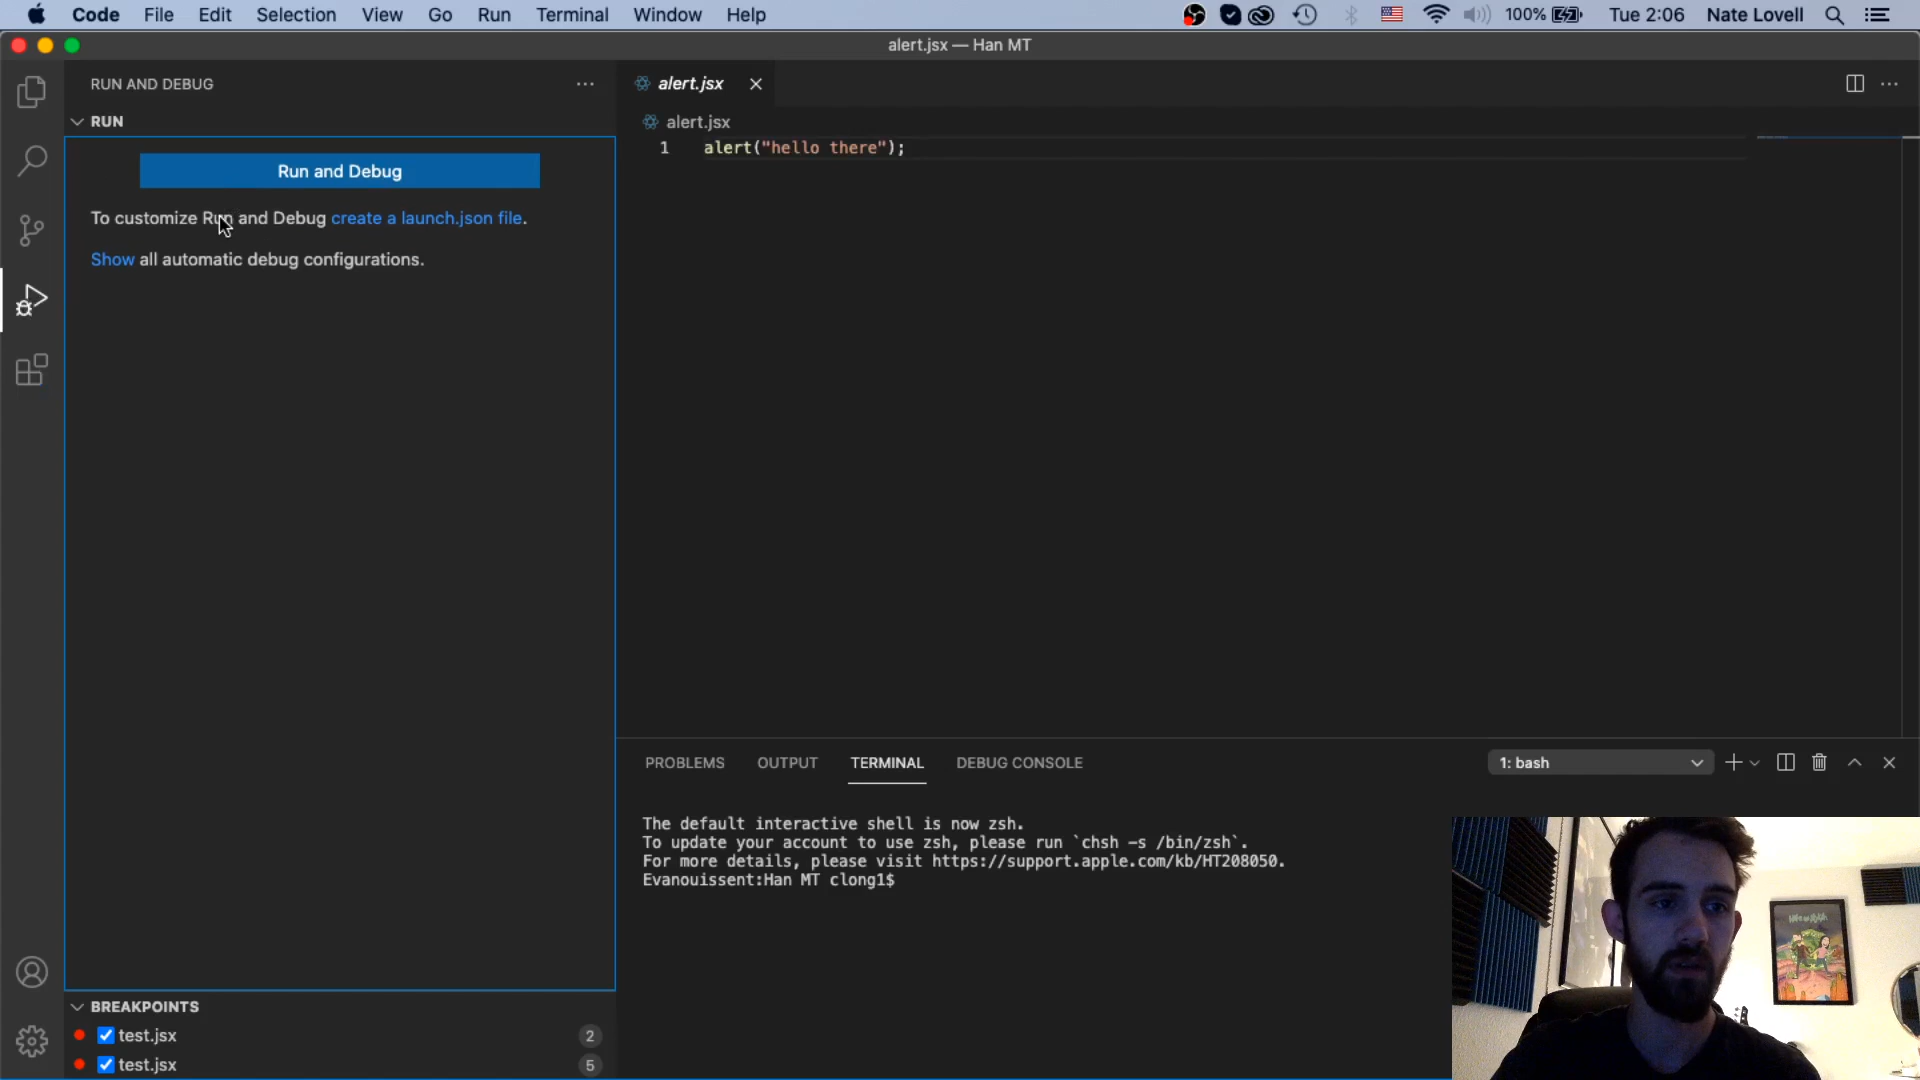 Code File Edit Selection View Go Run Terminal Window Help 100% Tue 2:06 Nate Lovell
alert.jsx — Han MT
RUN AND DEBUG
RUN
Run and Debug
To customize Run and Debug create a launch.json file.
Show all automatic debug configurations.
BREAKPOINTS
test.jsx 2
test.jsx 5
alert.jsx
alert.jsx
1 alert("hello there");
PROBLEMS OUTPUT TERMINAL DEBUG CONSOLE 1: bash
The default interactive shell is now zsh.
To update your account to use zsh, please run `chsh -s /bin/zsh`.
For more details, please visit https://support.apple.com/kb/HT208050.
Evanouissent:Han MT clong1$